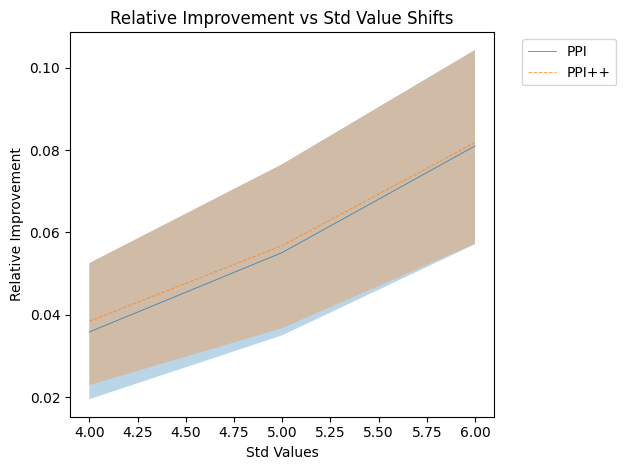 Relative Improvement vs Std Value Shifts
PPI
PPI++
Relative Improvement
0.10
0.08
0.06
0.04
0.02
4.00 4.25 4.50 4.75 5.00 5.25 5.50 5.75 6.00
Std Values